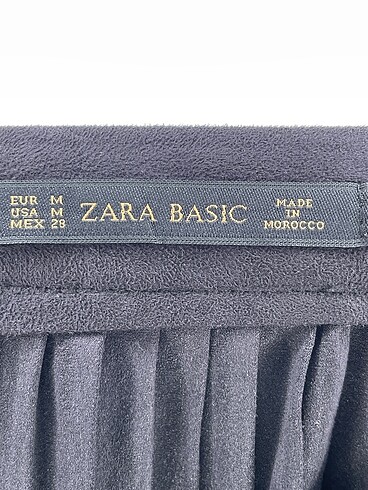 EUR M
USA M
MEX 28
ZARA BASIC
MADE
IN
MOROCCO